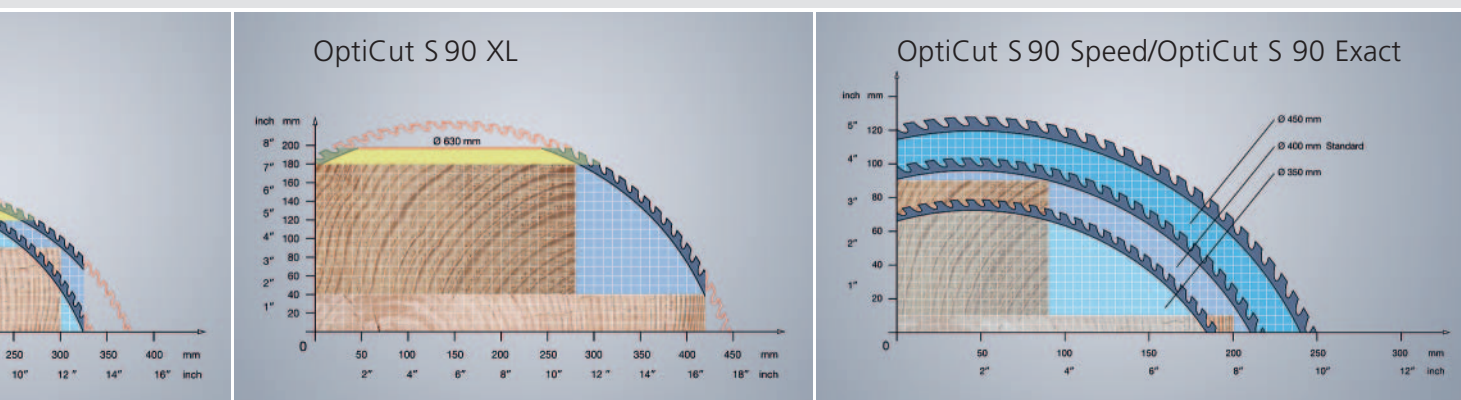 250 300 350 400 mm
10" 12 " 14" 16" inch
OptiCut S 90 XL
inch mm
8" 200
7" 180
160
6"
140
5"
120
4" 100
3" 80
60
2"
40
1"
20
Ø 630 mm
0
50 100 150 200 250 300 350 400 450 mm
2" 4" 6" 8" 10" 12 " 14" 16" 18" inch
OptiCut S 90 Speed/OptiCut S 90 Exact
inch mm
5" 120
4" 100
3" 80
60
2"
40
1" 20
Ø 450 mm
Ø 400 mm Standard
Ø 350 mm
0
50 100 150 200 250 300 mm
2" 4" 6" 8" 10" 12" inch